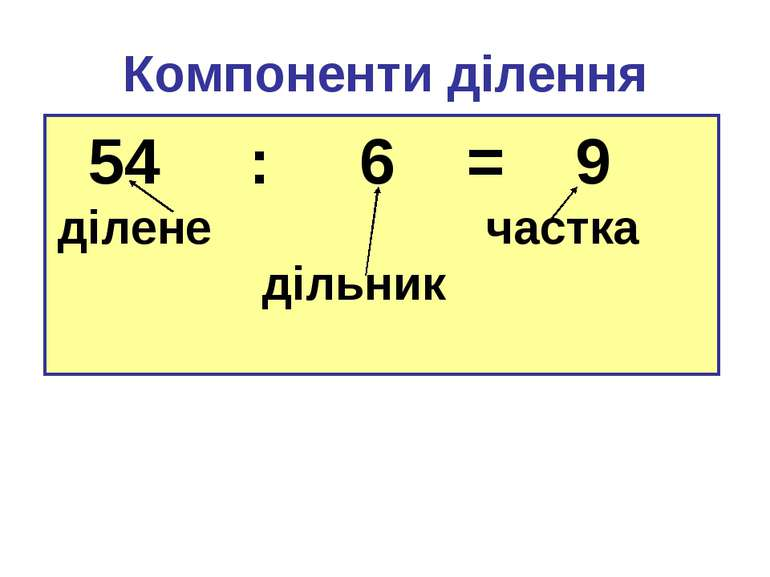 Компоненти ділення
54 : 6 = 9
ділене частка
дільник